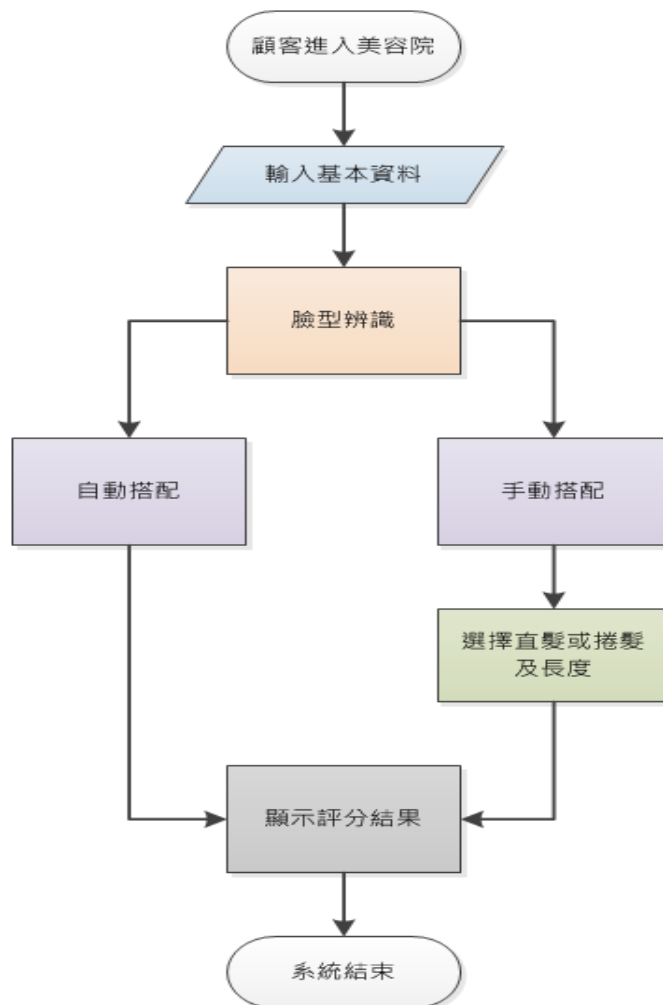 顧客進入美容院
輸入基本資料
臉型辨識
自動搭配
手動搭配
選擇直髮或捲髮
及長度
顯示評分結果
系統結束